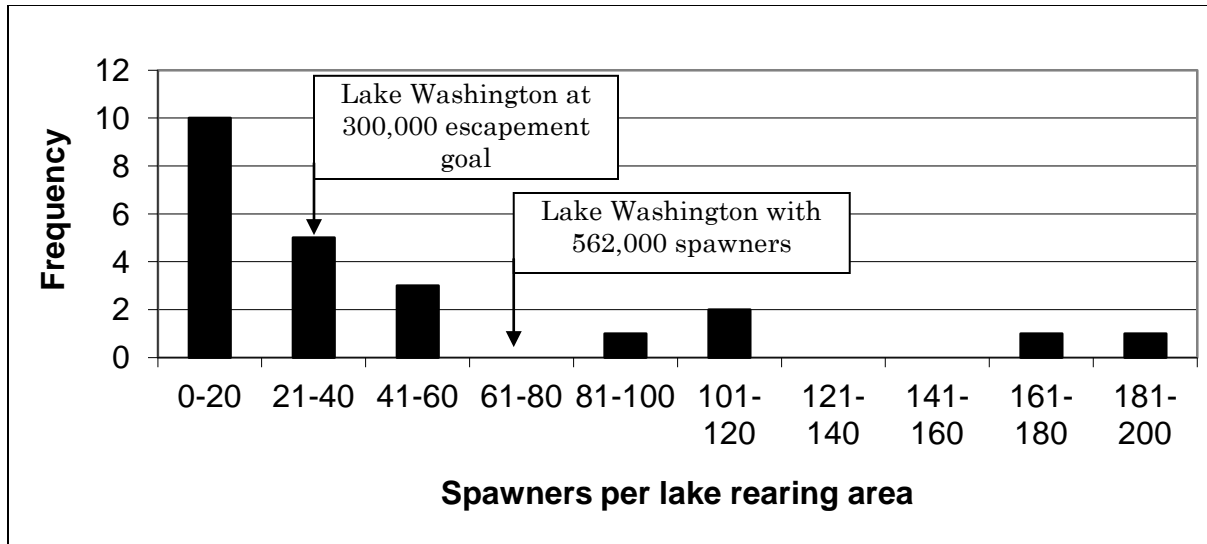 12
10
8
6
4
2
0
Frequency
Lake Washington at
300,000 escapement
goal
Lake Washington with
562,000 spawners
0-20 21-40 41-60 61-80 81-100 101- 121- 141- 161- 181-
120 140 160 180 200
Spawners per lake rearing area